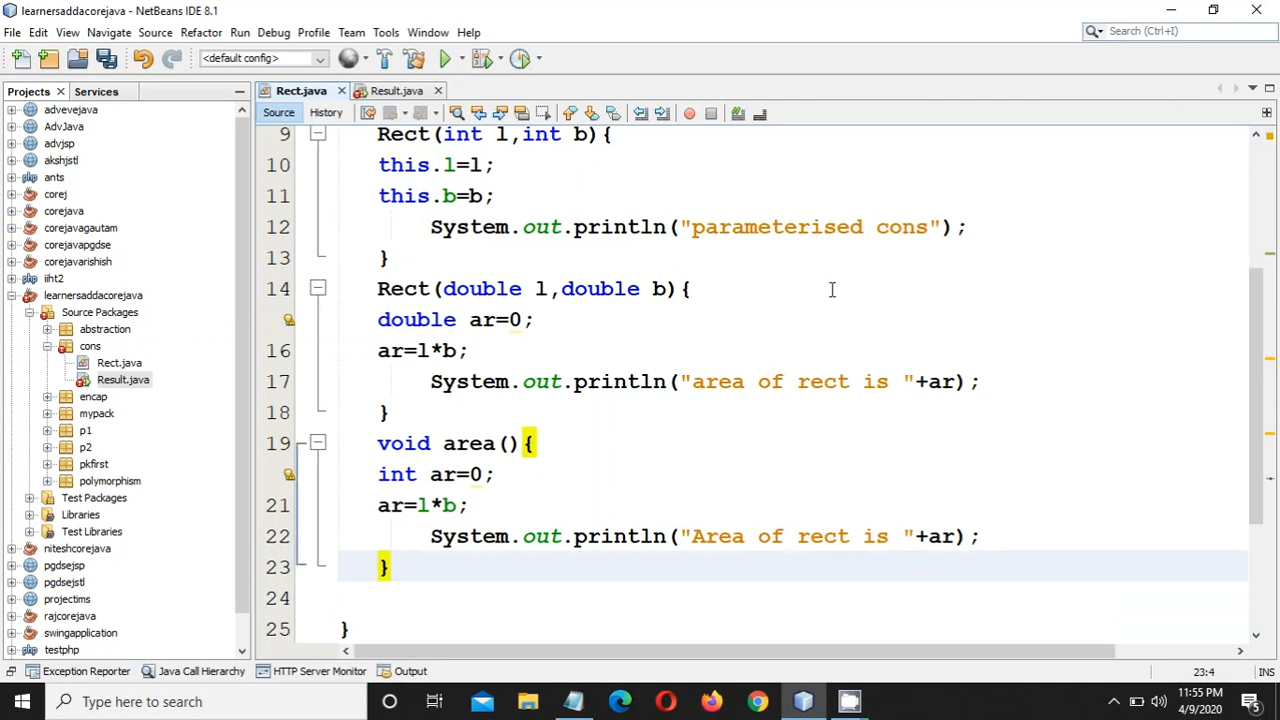 learnersaddacorejava - NetBeans IDE 8.1
File Edit View Navigate Source Refactor Run Debug Profile Team Tools Window Help
Search (Ctrl+I)
<default config>
Projects Services
Rect.java Result.java
Source History
advevejava
AdvJava
advjsp
akshjstl
ants
corej
corejava
corejavagautam
corejavapgdse
corejavarishish
iiht2
learnersaddacorejava
Source Packages
abstraction
cons
Rect.java
Result.java
encap
mypack
p1
p2
pkfirst
polymorphism
Test Packages
Libraries
Test Libraries
niteshcorejava
pgdsejsp
pgdsejstl
projectims
rajcorejava
swingapplication
testphp
9 Rect(int l,int b){
10 this.l=l;
11 this.b=b;
12 System.out.println("parameterised cons");
13 }
14 Rect(double l,double b){
double ar=0;
16 ar=l*b;
17 System.out.println("area of rect is "+ar);
18 }
19 void area(){
int ar=0;
21 ar=l*b;
22 System.out.println("Area of rect is "+ar);
23 }
24
25 }
Exception Reporter Java Call Hierarchy HTTP Server Monitor Output
23:4 INS
Type here to search
11:55 PM
4/9/2020
5